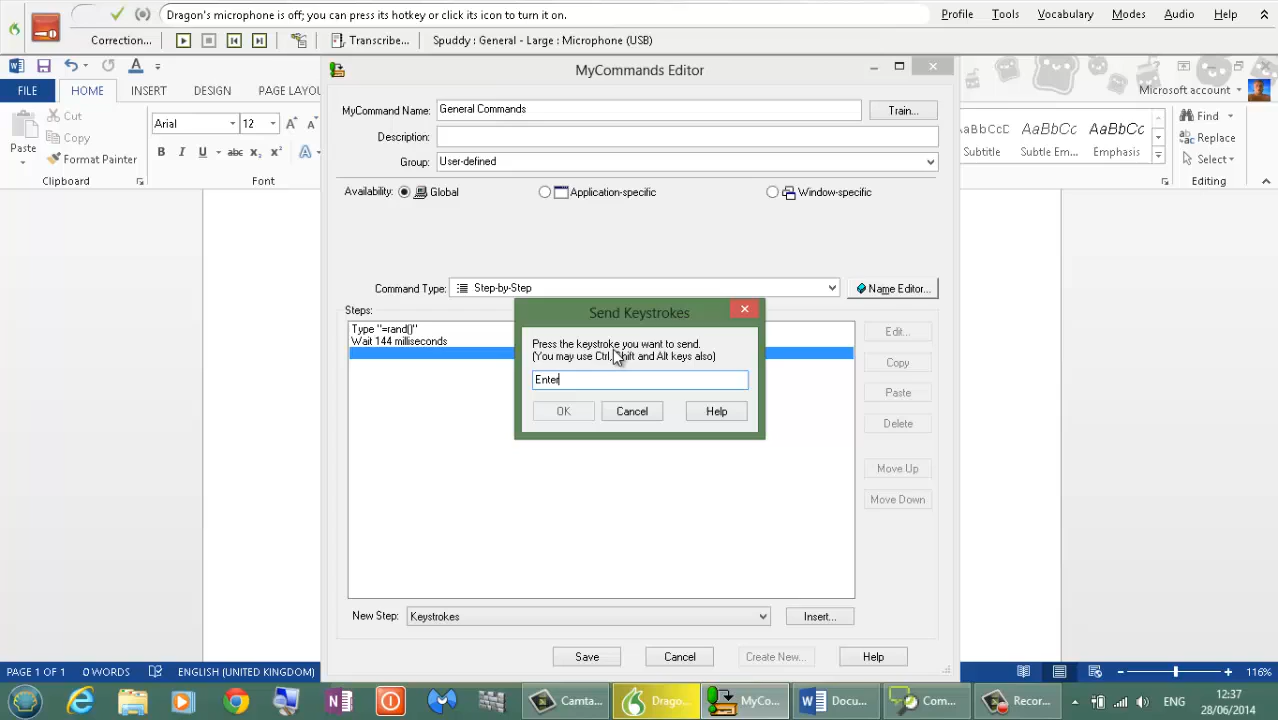 Dragon's microphone is off; you can press its hotkey or click its icon to turn it on.
Profile Tools Vocabulary Modes Audio Help
Correction... Transcribe... Spuddy : General - Large : Microphone (USB)
MyCommands Editor
FILE HOME INSERT DESIGN PAGE LAYOU
Microsoft account
Cut
Copy
Paste
Format Painter
Clipboard
Arial 12
B I U abc x₂ x² A
Font
AaBbCcD AaBbCcD AaBbCcD
Subtitle Subtle Em... Emphasis
Find
Replace
Select
Editing
MyCommand Name: General Commands Train...
Description:
Group: User-defined
Availability: Global Application-specific Window-specific
Command Type: Step-by-Step Name Editor...
Steps:
Type "=rand()"
Wait 144 milliseconds
Edit...
Copy
Paste
Delete
Move Up
Move Down
Send Keystrokes
Press the keystroke you want to send.
(You may use Ctrl, Shift and Alt keys also)
Enter
OK Cancel Help
New Step: Keystrokes Insert...
Save Cancel Create New... Help
PAGE 1 OF 1 0 WORDS ENGLISH (UNITED KINGDOM) 116%
Camta... Drago... MyCo... Docu... Com... Recor...
ENG
12:37
28/06/2014